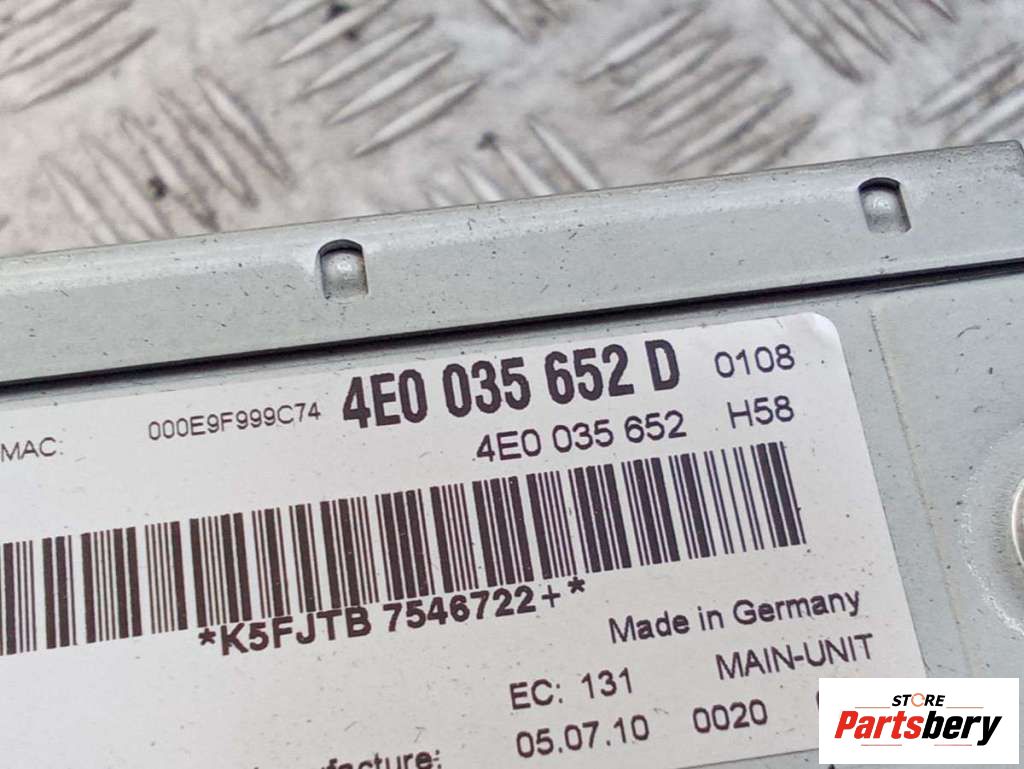 4E0 035 652 D 0108
MAC: 000E9F999C74
4E0 035 652 H58
*K5FJTB 7546722+*
Made in Germany
EC: 131 MAIN-UNIT
05.07.10 0020
STORE
Partsbery